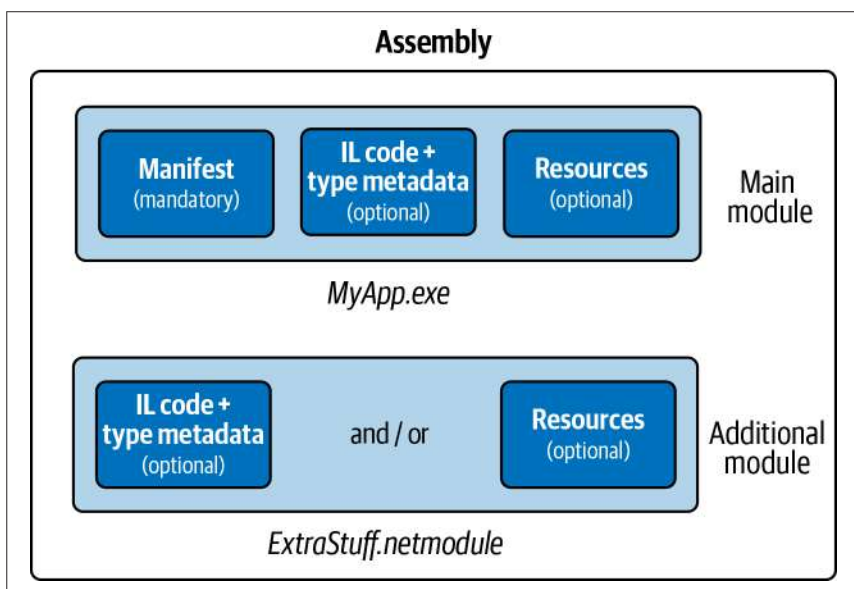 Assembly
Manifest
(mandatory)
IL code +
type metadata
(optional)
Resources
(optional)
Main
module
MyApp.exe
IL code +
type metadata
(optional)
and / or
Resources
(optional)
Additional
module
ExtraStuff.netmodule